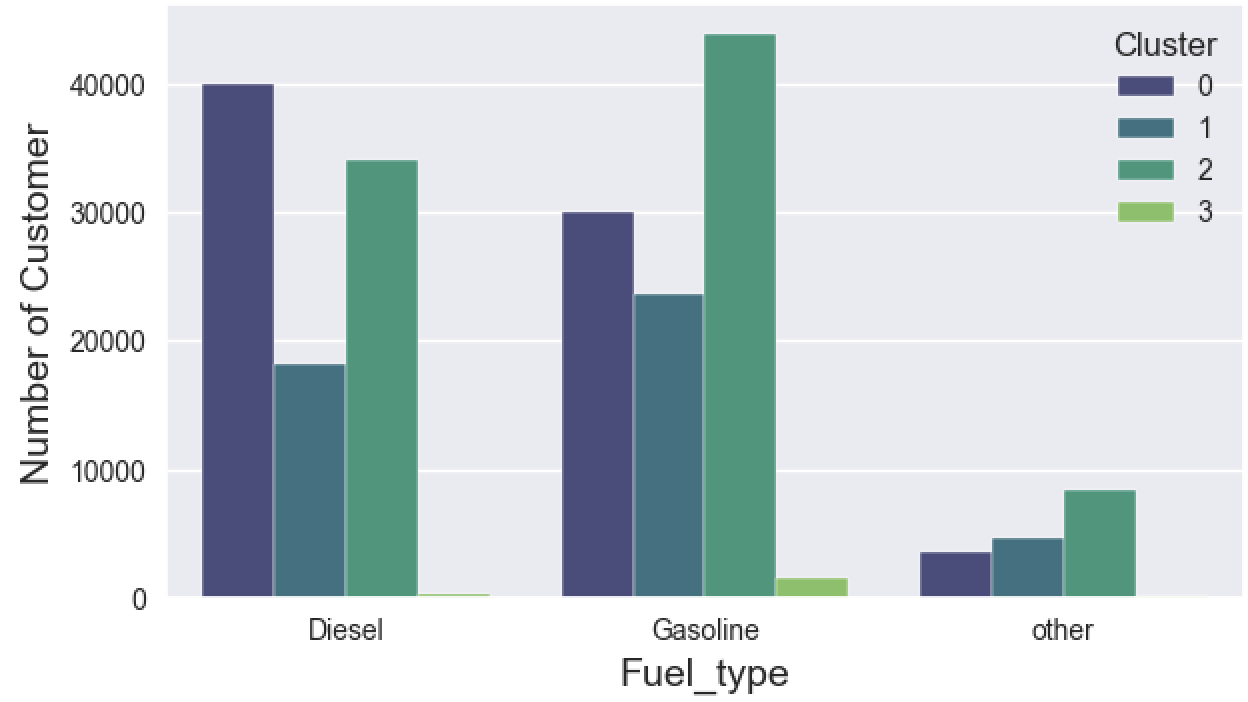 Cluster
0
1
2
3
40000
30000
20000
10000
0
Number of Customer
Diesel
Gasoline
other
Fuel_type